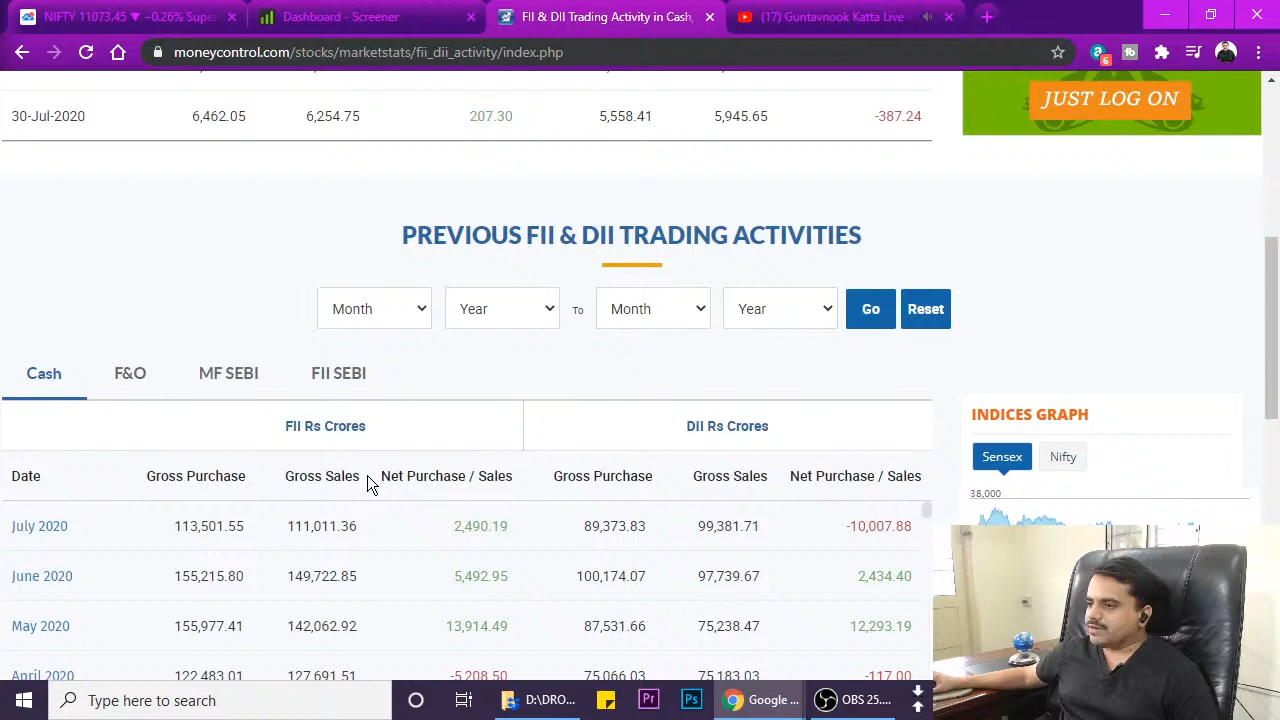 NIFTY 11073.45 ▼ −0.26% Supe
Dashboard - Screener
FII & DII Trading Activity in Cash,
(17) Guntavnook Katta Live
moneycontrol.com/stocks/marketstats/fii_dii_activity/index.php
6
30-Jul-2020 6,462.05 6,254.75 207.30 5,558.41 5,945.65 -387.24
JUST LOG ON
PREVIOUS FII & DII TRADING ACTIVITIES
Month Year To Month Year Go Reset
Cash F&O MF SEBI FII SEBI
FII Rs Crores DII Rs Crores
Date Gross Purchase Gross Sales Net Purchase / Sales Gross Purchase Gross Sales Net Purchase / Sales
July 2020 113,501.55 111,011.36 2,490.19 89,373.83 99,381.71 -10,007.88
June 2020 155,215.31 149,722.85 5,492.95 100,174.07 97,739.67 2,434.40
May 2020 155,977.41 142,062.92 13,914.49 87,531.66 75,238.47 12,293.19
April 2020 122,483.01 127,691.51 -5,208.50 75,066.03 75,183.03 -117.00
INDICES GRAPH
Sensex Nifty
38,000
Type here to search
D:\DRO...
Pr
Ps
Google ...
OBS 25....